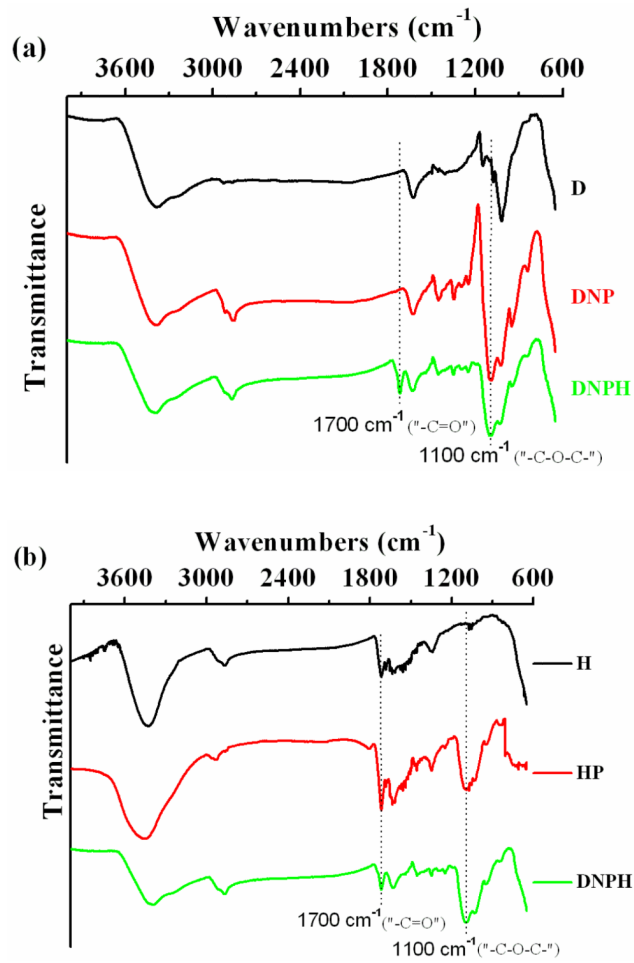 Wavenumbers (cm⁻¹)
(a)
3600 3000 2400 1800 1200 600
Transmittance
D
DNP
DNPH
1700 cm⁻¹ ("-C=O")
1100 cm⁻¹ ("-C-O-C-")
(b)
Wavenumbers (cm⁻¹)
3600 3000 2400 1800 1200 600
Transmittance
H
HP
DNPH
1700 cm⁻¹ ("-C=O")
1100 cm⁻¹ ("-C-O-C-")